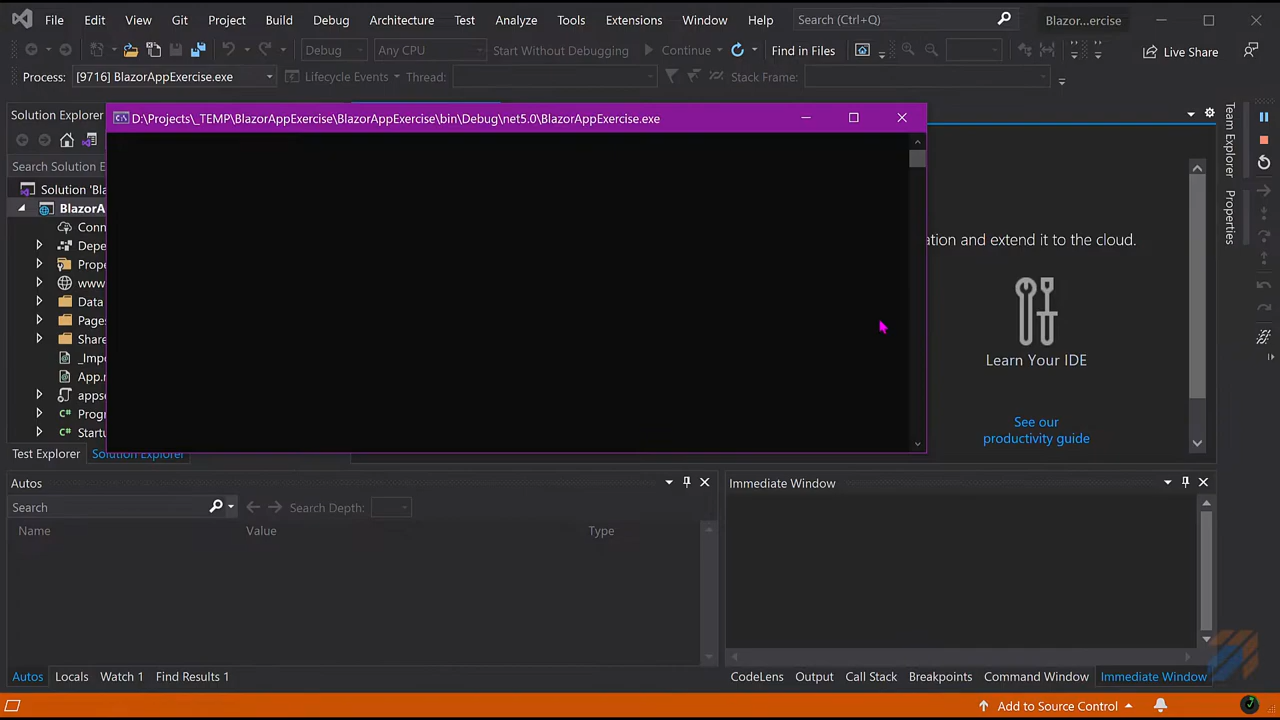 File Edit View Git Project Build Debug Architecture Test Analyze Tools Extensions Window Help Search (Ctrl+Q) Blazor...ercise
Debug Any CPU Start Without Debugging Continue Find in Files Live Share
Process: [9716] BlazorAppExercise.exe Lifecycle Events Thread: Stack Frame:
Solution Explorer
D:\Projects\_TEMP\BlazorAppExercise\BlazorAppExercise\bin\Debug\net5.0\BlazorAppExercise.exe
Team Explorer
Properties
Search Solution E
Solution 'Bla
BlazorA
Conn
Depe
Prope
www
Data
Pages
Share
_Impo
App.r
apps
Progr
Startu
ation and extend it to the cloud.
Learn Your IDE
See our
productivity guide
Test Explorer Solution Explorer
Autos
Search Search Depth:
Name Value Type
Immediate Window
Autos Locals Watch 1 Find Results 1
CodeLens Output Call Stack Breakpoints Command Window Immediate Window
Add to Source Control